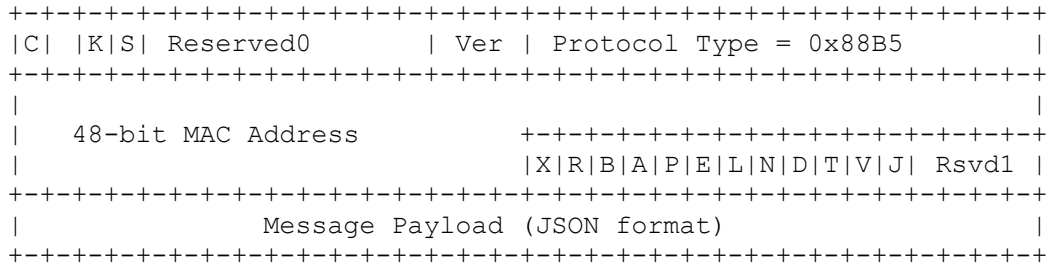 +-+-+-+-+-+-+-+-+-+-+-+-+-+-+-+-+-+-+-+-+-+-+-+-+-+-+-+-+-+-+-+-+
|C| |K|S| Reserved0       | Ver | Protocol Type = 0x88B5        |
+-+-+-+-+-+-+-+-+-+-+-+-+-+-+-+-+-+-+-+-+-+-+-+-+-+-+-+-+-+-+-+-+
|                                                               |
|   48-bit MAC Address          +-+-+-+-+-+-+-+-+-+-+-+-+-+-+-+-+
|                               |X|R|B|A|P|E|L|N|D|T|V|J| Rsvd1 |
+-+-+-+-+-+-+-+-+-+-+-+-+-+-+-+-+-+-+-+-+-+-+-+-+-+-+-+-+-+-+-+-+
|               Message Payload (JSON format)                   |
+-+-+-+-+-+-+-+-+-+-+-+-+-+-+-+-+-+-+-+-+-+-+-+-+-+-+-+-+-+-+-+-+